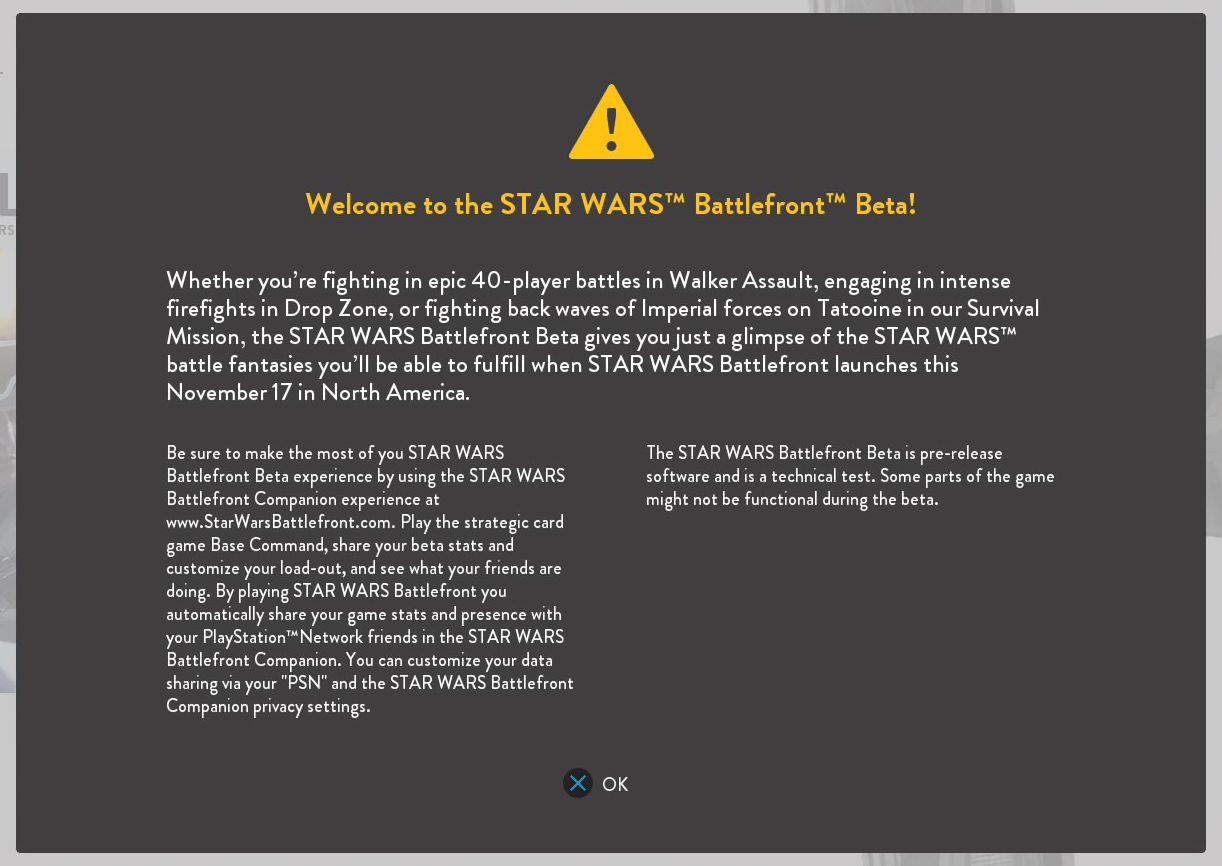 Welcome to the STAR WARS™ Battlefront™ Beta!
Whether you’re fighting in epic 40-player battles in Walker Assault, engaging in intense
firefights in Drop Zone, or fighting back waves of Imperial forces on Tatooine in our Survival
Mission, the STAR WARS Battlefront Beta gives you just a glimpse of the STAR WARS™
battle fantasies you’ll be able to fulfill when STAR WARS Battlefront launches this
November 17 in North America.
Be sure to make the most of you STAR WARS
Battlefront Beta experience by using the STAR WARS
Battlefront Companion experience at
www.StarWarsBattlefront.com. Play the strategic card
game Base Command, share your beta stats and
customize your load-out, and see what your friends are
doing. By playing STAR WARS Battlefront you
automatically share your game stats and presence with
your PlayStation™Network friends in the STAR WARS
Battlefront Companion. You can customize your data
sharing via your "PSN" and the STAR WARS Battlefront
Companion privacy settings.
The STAR WARS Battlefront Beta is pre-release
software and is a technical test. Some parts of the game
might not be functional during the beta.
OK